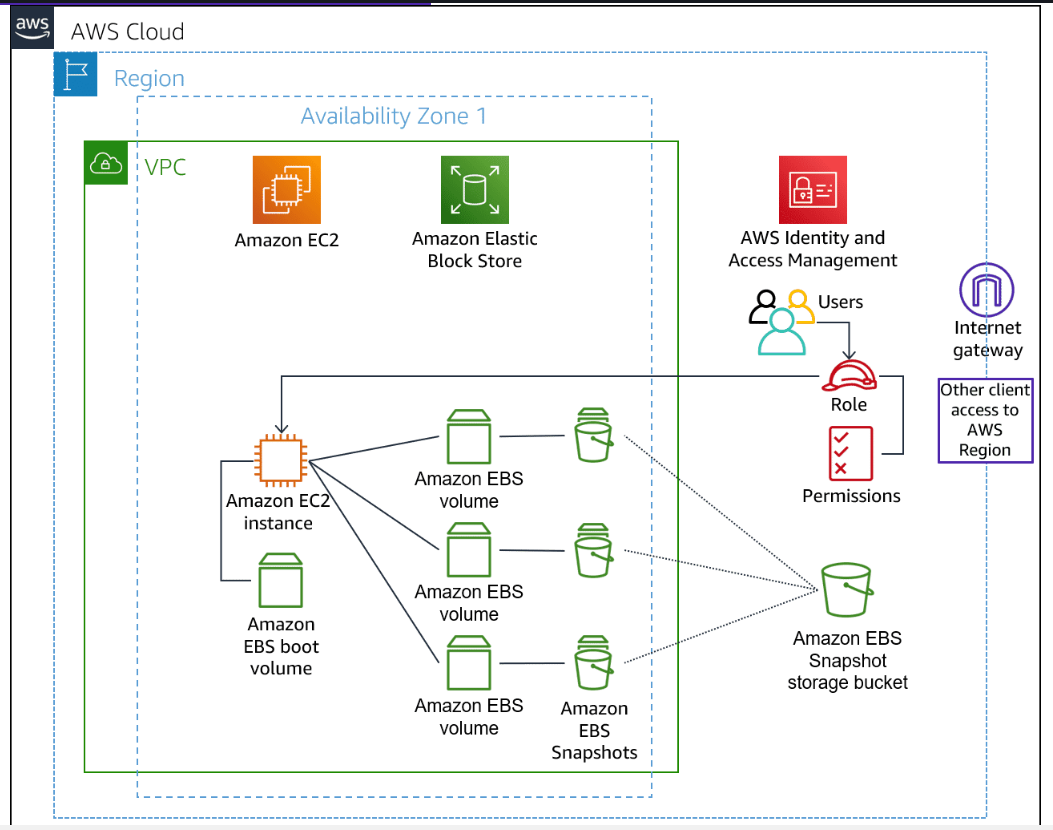 aws
AWS Cloud
Region
Availability Zone 1
VPC
Amazon EC2
Amazon Elastic
Block Store
AWS Identity and
Access Management
Users
Internet
gateway
Role
Other client
access to
AWS
Region
Permissions
Amazon EC2
instance
Amazon EBS
volume
Amazon EBS
volume
Amazon
EBS boot
volume
Amazon EBS
volume
Amazon
EBS
Snapshots
Amazon EBS
Snapshot
storage bucket